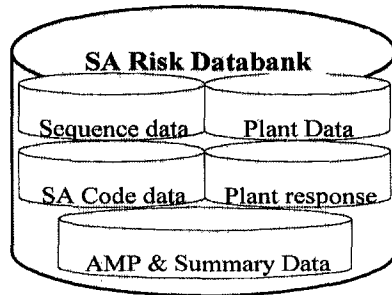 SA Risk Databank
Sequence data
Plant Data
SA Code data
Plant response
AMP & Summary Data